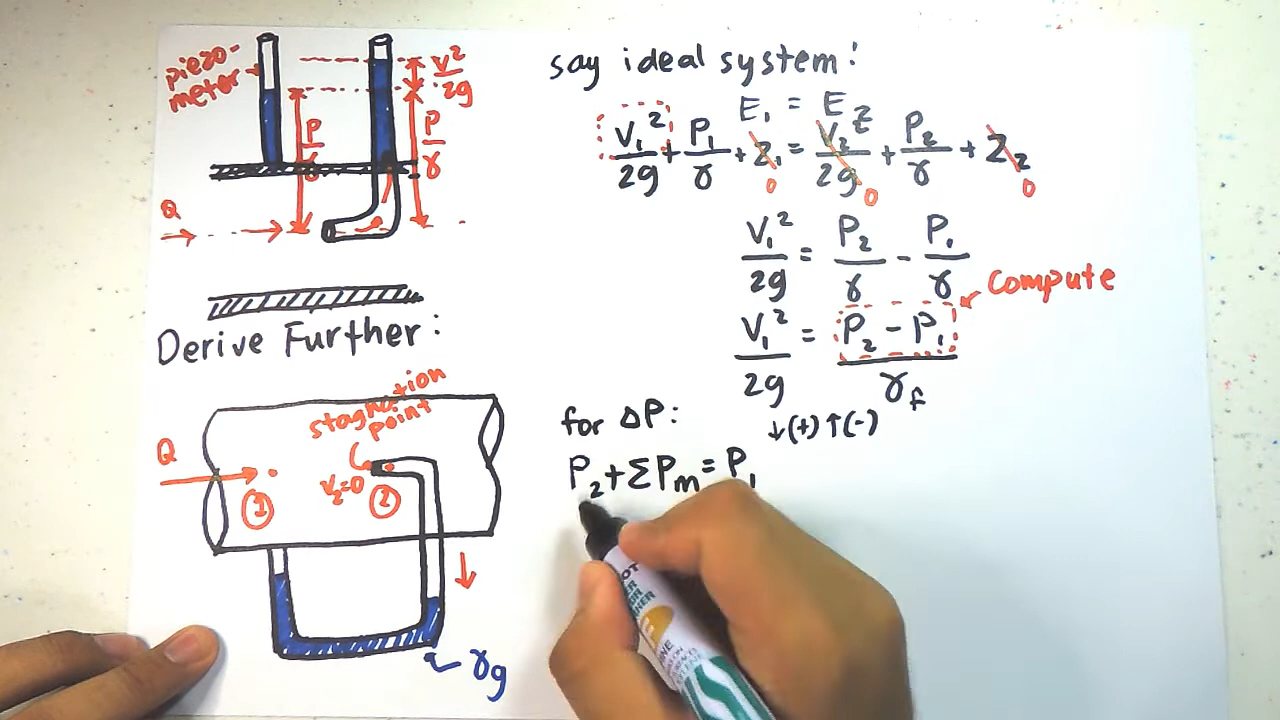 piezo-
meter
V²/2g
P/γ
P/γ
Q
Derive Further:
stagnation
point
Q
V₂=0
①
②
γg
say ideal system!
E₁ = E₂
V₁²/2g + P₁/γ + Z₁ = V₂²/2g + P₂/γ + Z₂
0 0 0
V₁²/2g = P₂/γ - P₁/γ
Compute
V₁²/2g = P₂ - P₁/γf
for ΔP:
↓(+) ↑(-)
P₂ + ΣPm = P₁